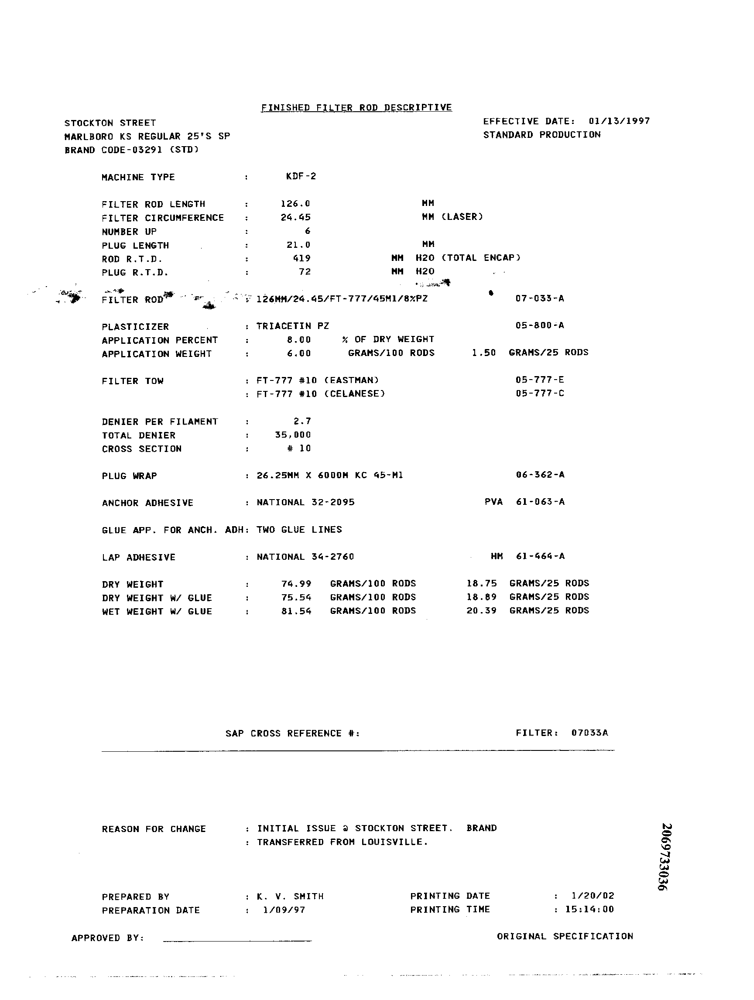 FINISHED FILTER ROD DESCRIPTIVE
STOCKTON STREET EFFECTIVE DATE: 01/13/1997
MARLBORO KS REGULAR 25'S SP STANDARD PRODUCTION
BRAND CODE-03291 (STD)
MACHINE TYPE : KDF-2
FILTER ROD LENGTH : 126.0 MM
FILTER CIRCUMFERENCE : 24.45 MM (LASER)
NUMBER UP : 6
PLUG LENGTH : 21.0 MM
ROD R.T.D. : 419 MM H2O (TOTAL ENCAP)
PLUG R.T.D. : 72 MM H2O
FILTER ROD : 126MM/24.45/FT-777/45M1/8%PZ 07-033-A
PLASTICIZER : TRIACETIN PZ 05-800-A
APPLICATION PERCENT : 8.00 % OF DRY WEIGHT
APPLICATION WEIGHT : 6.00 GRAMS/100 RODS 1.50 GRAMS/25 RODS
FILTER TOW : FT-777 #10 (EASTMAN) 05-777-E
: FT-777 #10 (CELANESE) 05-777-C
DENIER PER FILAMENT : 2.7
TOTAL DENIER : 35,000
CROSS SECTION : # 10
PLUG WRAP : 26.25MM X 6000M KC 45-M1 06-362-A
ANCHOR ADHESIVE : NATIONAL 32-2095 PVA 61-063-A
GLUE APP. FOR ANCH. ADH: TWO GLUE LINES
LAP ADHESIVE : NATIONAL 34-2760 HM 61-464-A
DRY WEIGHT : 74.99 GRAMS/100 RODS 18.75 GRAMS/25 RODS
DRY WEIGHT W/ GLUE : 75.54 GRAMS/100 RODS 18.89 GRAMS/25 RODS
WET WEIGHT W/ GLUE : 81.54 GRAMS/100 RODS 20.39 GRAMS/25 RODS
SAP CROSS REFERENCE #: FILTER: 07033A
REASON FOR CHANGE : INITIAL ISSUE @ STOCKTON STREET. BRAND
: TRANSFERRED FROM LOUISVILLE.
2069733036
PREPARED BY : K. V. SMITH PRINTING DATE : 1/20/02
PREPARATION DATE : 1/09/97 PRINTING TIME : 15:14:00
APPROVED BY: ORIGINAL SPECIFICATION